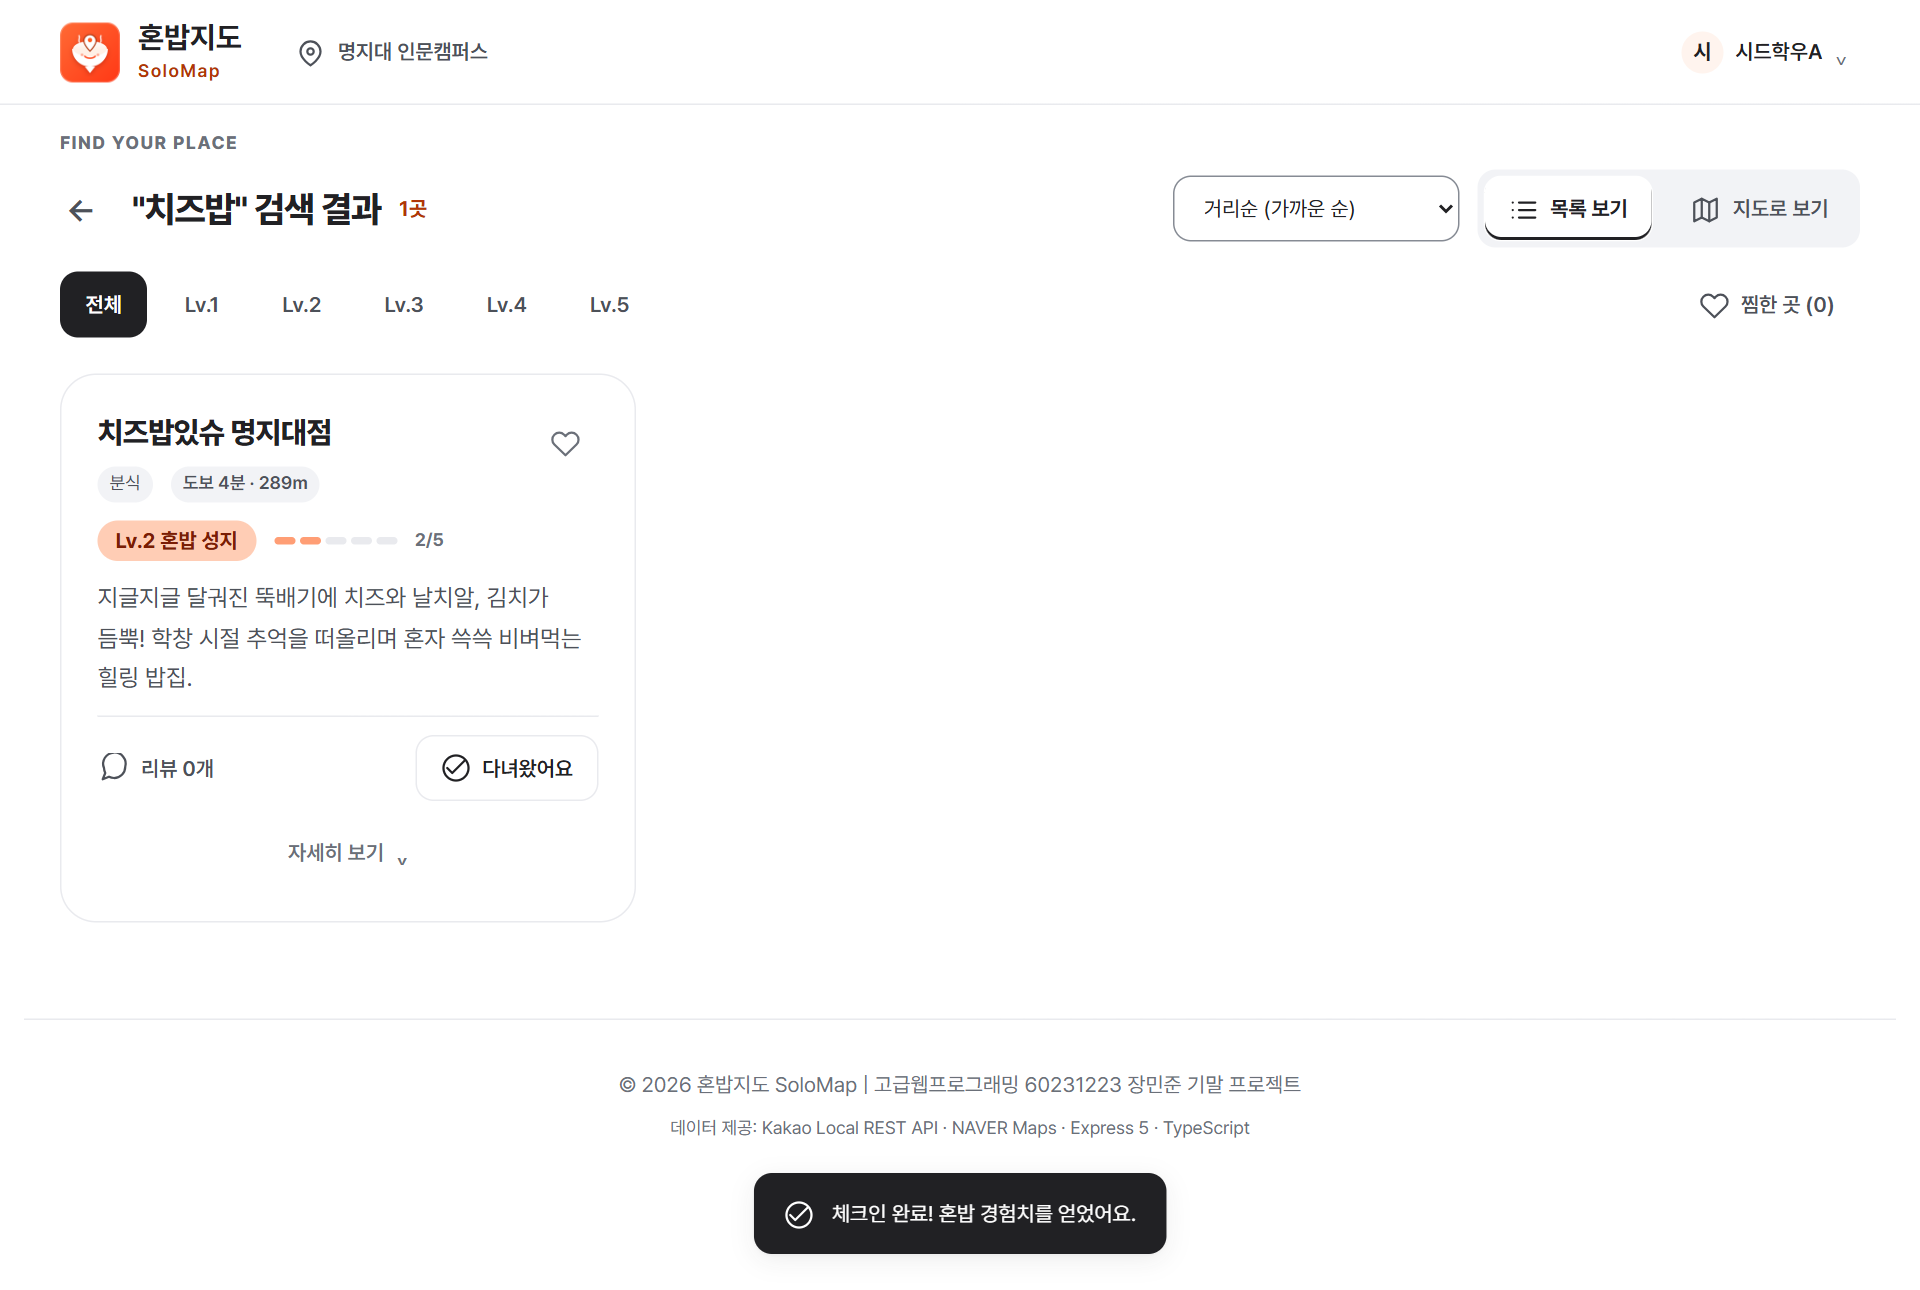 혼밥지도
SoloMap
명지대 인문캠퍼스
시
시드학우A
FIND YOUR PLACE
"치즈밥" 검색 결과
1곳
거리순 (가까운 순)
목록 보기
지도로 보기
전체
Lv.1
Lv.2
Lv.3
Lv.4
Lv.5
찜한 곳 (0)
치즈밥있슈 명지대점
분식
도보 4분 · 289m
Lv.2 혼밥 성지
2/5
지글지글 달궈진 뚝배기에 치즈와 날치알, 김치가
듬뿍! 학창 시절 추억을 떠올리며 혼자 쓱쓱 비벼먹는
힐링 밥집.
리뷰 0개
다녀왔어요
자세히 보기
© 2026 혼밥지도 SoloMap | 고급웹프로그래밍 60231223 장민준 기말 프로젝트
데이터 제공: Kakao Local REST API · NAVER Maps · Express 5 · TypeScript
체크인 완료! 혼밥 경험치를 얻었어요.